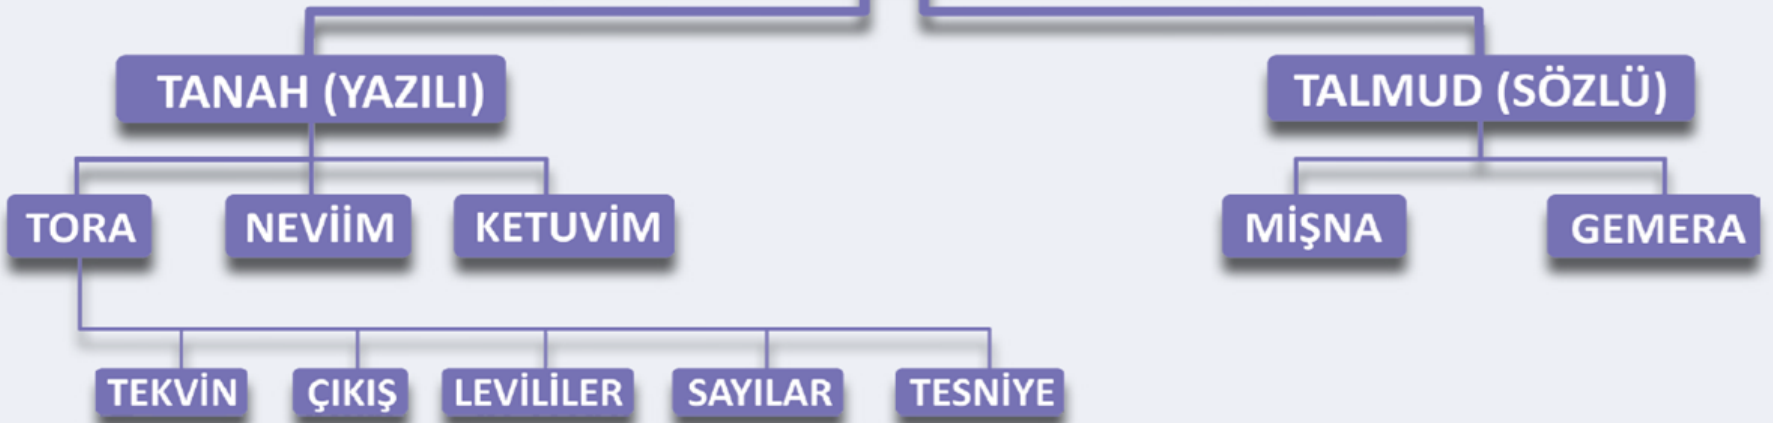 TANAH (YAZILI)
TALMUD (SÖZLÜ)
TORA
NEVİİM
KETUVİM
MİŞNA
GEMERA
TEKVİN
ÇIKIŞ
LEVİLİLER
SAYILAR
TESNİYE